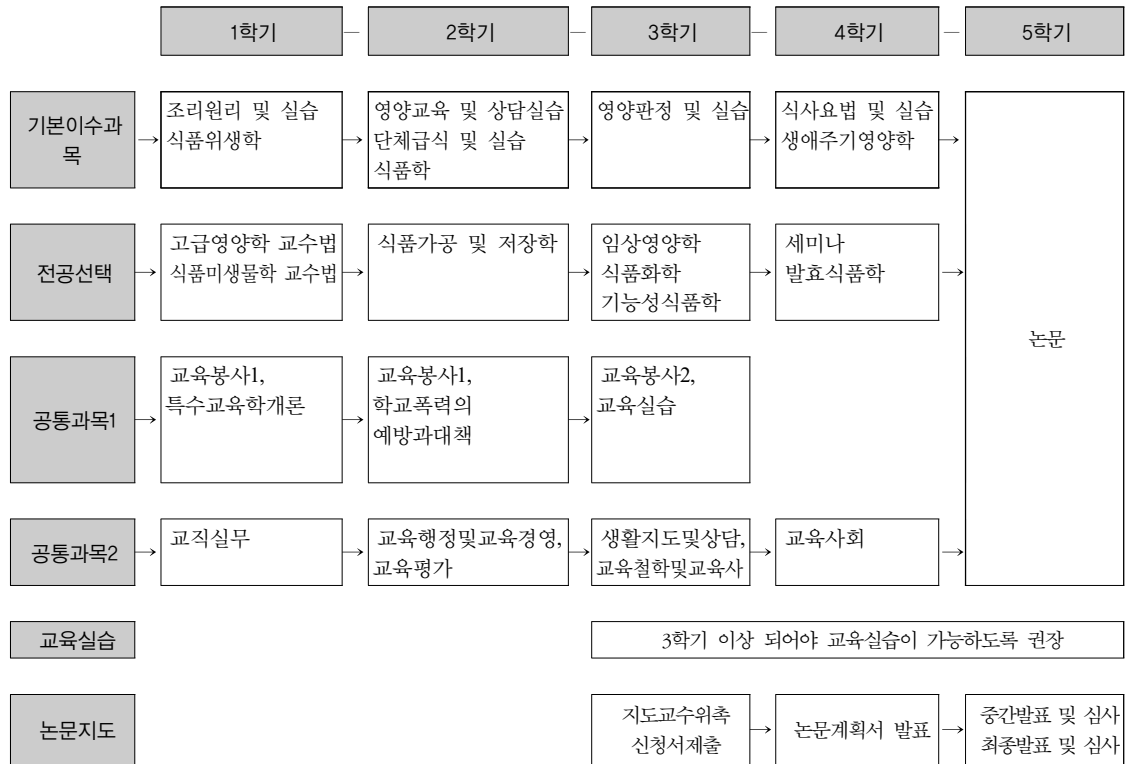 1학기
2학기
3학기
4학기
5학기
기본이수과
목
조리원리 및 실습
식품위생학
영양교육 및 상담실습
단체급식 및 실습
식품학
영양판정 및 실습
식사요법 및 실습
생애주기영양학
전공선택
고급영양학 교수법
식품미생물학 교수법
식품가공 및 저장학
임상영양학
식품화학
기능성식품학
세미나
발효식품학
논문
공통과목1
교육봉사1,
특수교육학개론
교육봉사1,
학교폭력의
예방과대책
교육봉사2,
교육실습
공통과목2
교직실무
교육행정및교육경영,
교육평가
생활지도및상담,
교육철학및교육사
교육사회
교육실습
3학기 이상 되어야 교육실습이 가능하도록 권장
논문지도
지도교수위촉
신청서제출
논문계획서 발표
중간발표 및 심사
최종발표 및 심사